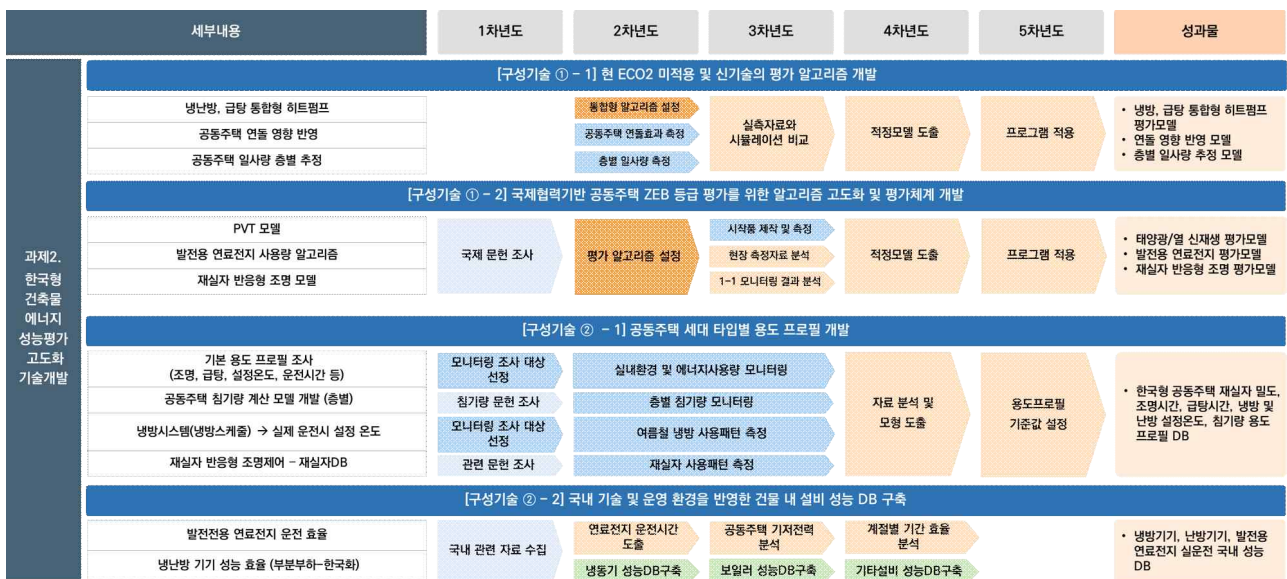 세부내용
1차년도
2차년도
3차년도
4차년도
5차년도
성과물
과제2.
한국형
건축물
에너지
성능평가
고도화
기술개발
[구성기술 ① - 1] 현 ECO2 미적용 및 신기술의 평가 알고리즘 개발
냉난방, 급탕 통합형 히트펌프
공동주택 연돌 영향 반영
공동주택 일사량 층별 추정
통합형 알고리즘 설정
공동주택 연돌효과 측정
층별 일사량 측정
실측자료와
시뮬레이션 비교
적정모델 도출
프로그램 적용
• 냉방, 급탕 통합형 히트펌프
평가모델
• 연돌 영향 반영 모델
• 층별 일사량 추정 모델
[구성기술 ① - 2] 국제협력기반 공동주택 ZEB 등급 평가를 위한 알고리즘 고도화 및 평가체계 개발
PVT 모델
발전용 연료전지 사용량 알고리즘
재실자 반응형 조명 모델
국제 문헌 조사
평가 알고리즘 설정
시작품 제작 및 측정
현장 측정자료 분석
1-1 모니터링 결과 분석
적정모델 도출
프로그램 적용
• 태양광/열 신재생 평가모델
• 발전용 연료전지 평가모델
• 재실자 반응형 조명 평가모델
[구성기술 ② - 1] 공동주택 세대 타입별 용도 프로필 개발
기본 용도 프로필 조사
(조명, 급탕, 설정온도, 운전시간 등)
공동주택 침기량 계산 모델 개발 (층별)
냉방시스템(냉방스케줄) → 실제 운전시 설정 온도
재실자 반응형 조명제어 - 재실자DB
모니터링 조사 대상
선정
침기량 문헌 조사
모니터링 조사 대상
선정
관련 문헌 조사
실내환경 및 에너지사용량 모니터링
층별 침기량 모니터링
여름철 냉방 사용패턴 측정
재실자 사용패턴 측정
자료 분석 및
모형 도출
용도프로필
기준값 설정
• 한국형 공동주택 재실자 밀도,
조명시간, 급탕시간, 냉방 및
난방 설정온도, 침기량 용도
프로필 DB
[구성기술 ② - 2] 국내 기술 및 운영 환경을 반영한 건물 내 설비 성능 DB 구축
발전전용 연료전지 운전 효율
냉난방 기기 성능 효율 (부분부하-한국화)
국내 관련 자료 수집
연료전지 운전시간
도출
냉동기 성능DB구축
공동주택 기저전력
분석
보일러 성능DB구축
계절별 기간 효율
분석
기타설비 성능DB구축
• 냉방기기, 난방기기, 발전용
연료전지 실운전 국내 성능
DB